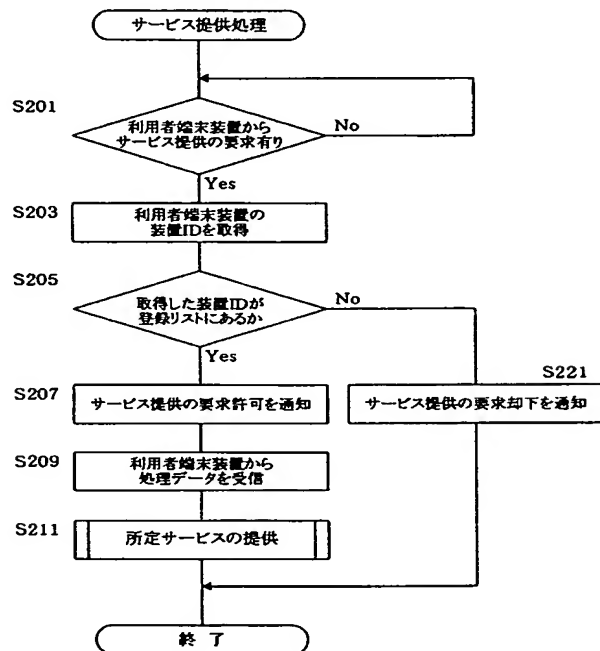 サービス提供処理
S201
利用者端末装置から
サービス提供の要求有り
No
Yes
S203
利用者端末装置の
装置IDを取得
S205
取得した装置IDが
登録リストにあるか
No
Yes
S221
S207
サービス提供の要求許可を通知
サービス提供の要求却下を通知
S209
利用者端末装置から
処理データを受信
S211
所定サービスの提供
終 了